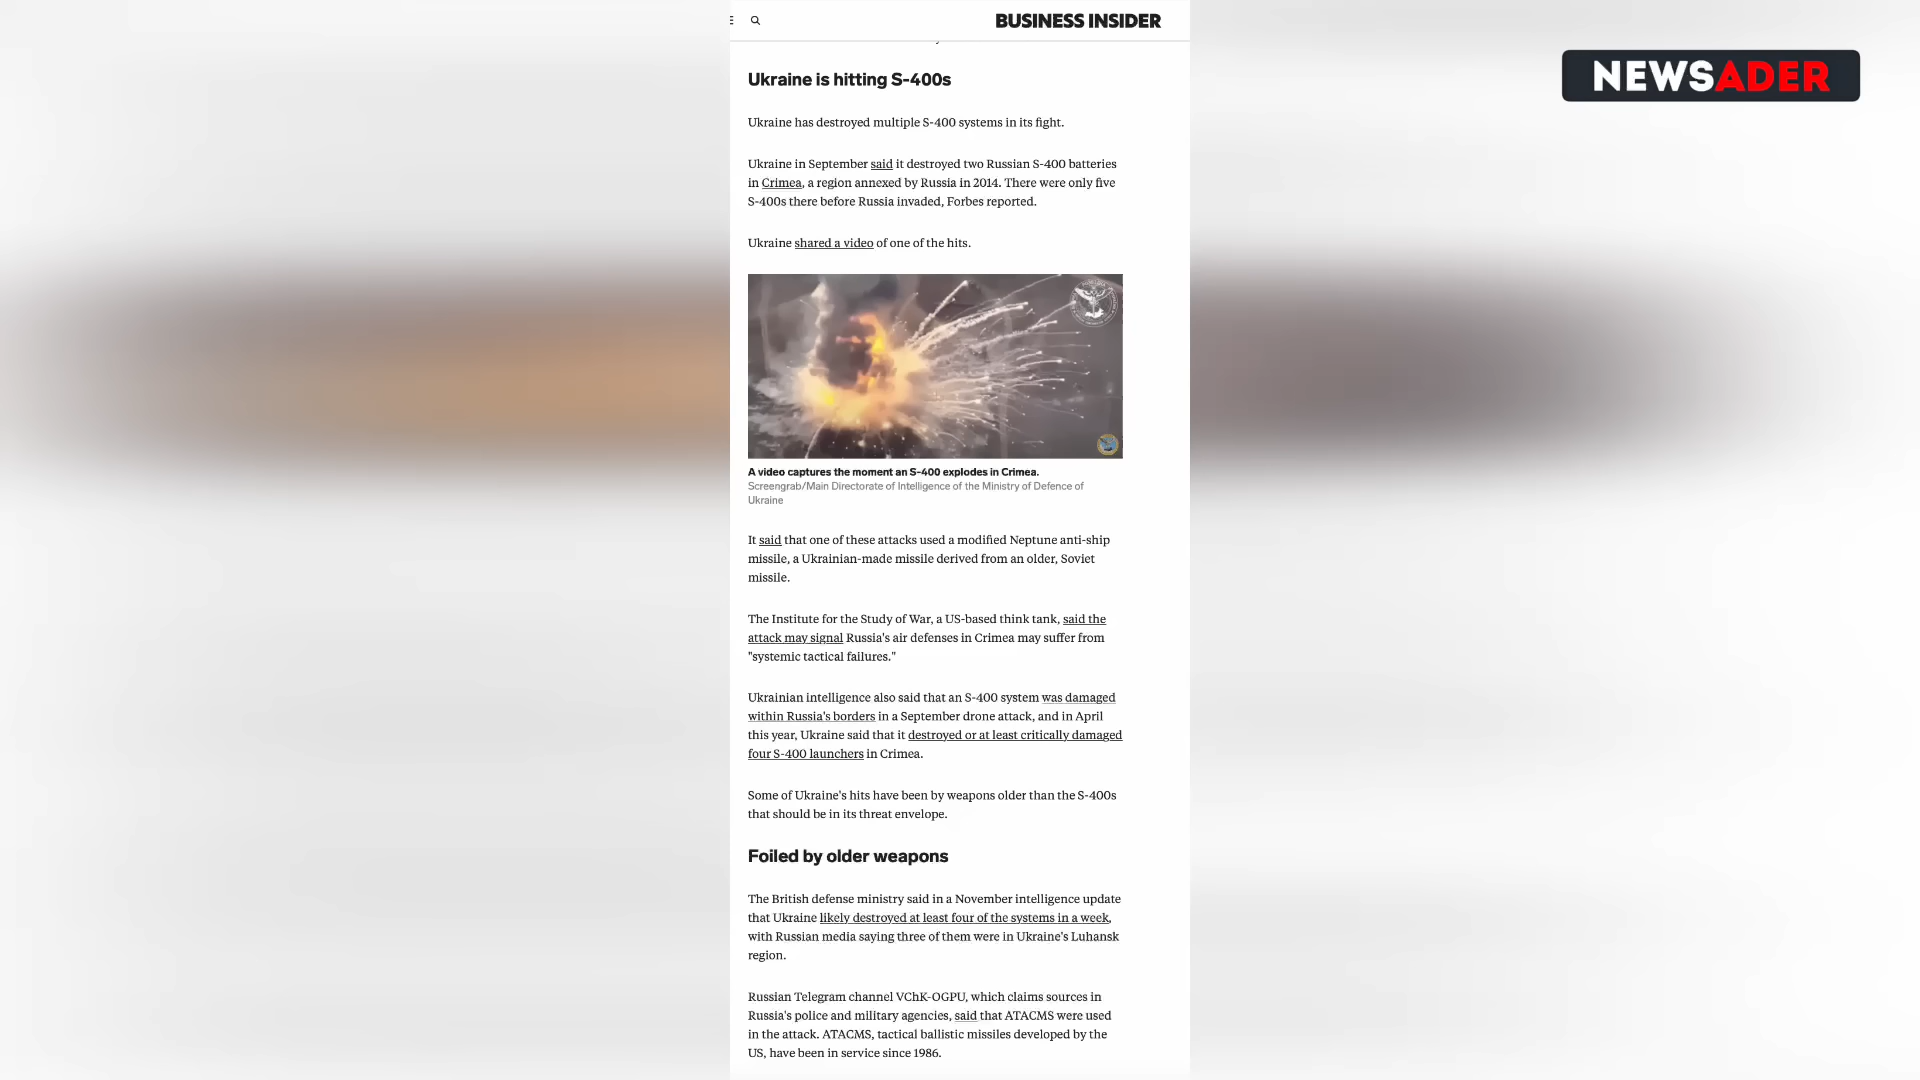 BUSINESS INSIDER
NEWSADER
Ukraine is hitting S-400s
Ukraine has destroyed multiple S-400 systems in its fight.
Ukraine in September said it destroyed two Russian S-400 batteries
in Crimea, a region annexed by Russia in 2014. There were only five
S-400s there before Russia invaded, Forbes reported.
Ukraine shared a video of one of the hits.
A video captures the moment an S-400 explodes in Crimea.
Screengrab/Main Directorate of Intelligence of the Ministry of Defence of
Ukraine
It said that one of these attacks used a modified Neptune anti-ship
missile, a Ukrainian-made missile derived from an older, Soviet
missile.
The Institute for the Study of War, a US-based think tank, said the
attack may signal Russia's air defenses in Crimea may suffer from
"systemic tactical failures."
Ukrainian intelligence also said that an S-400 system was damaged
within Russia's borders in a September drone attack, and in April
this year, Ukraine said that it destroyed or at least critically damaged
four S-400 launchers in Crimea.
Some of Ukraine's hits have been by weapons older than the S-400s
that should be in its threat envelope.
Foiled by older weapons
The British defense ministry said in a November intelligence update
that Ukraine likely destroyed at least four of the systems in a week,
with Russian media saying three of them were in Ukraine's Luhansk
region.
Russian Telegram channel VChK-OGPU, which claims sources in
Russia's police and military agencies, said that ATACMS were used
in the attack. ATACMS, tactical ballistic missiles developed by the
US, have been in service since 1986.